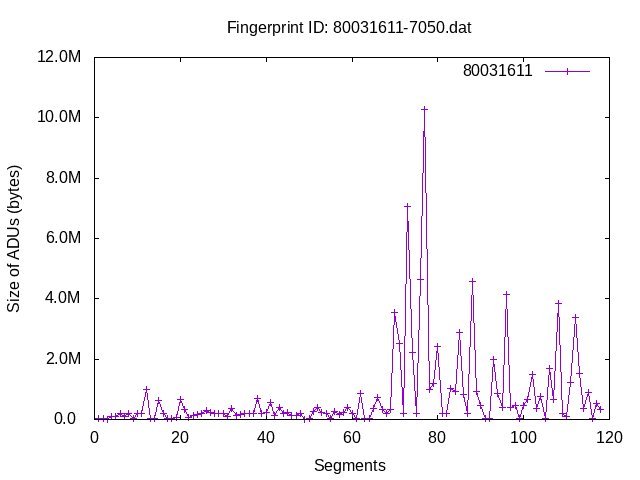 Fingerprint ID: 80031611-7050.dat
80031611
12.0M
10.0M
8.0M
6.0M
4.0M
2.0M
0.0
Size of ADUs (bytes)
0 20 40 60 80 100 120
Segments